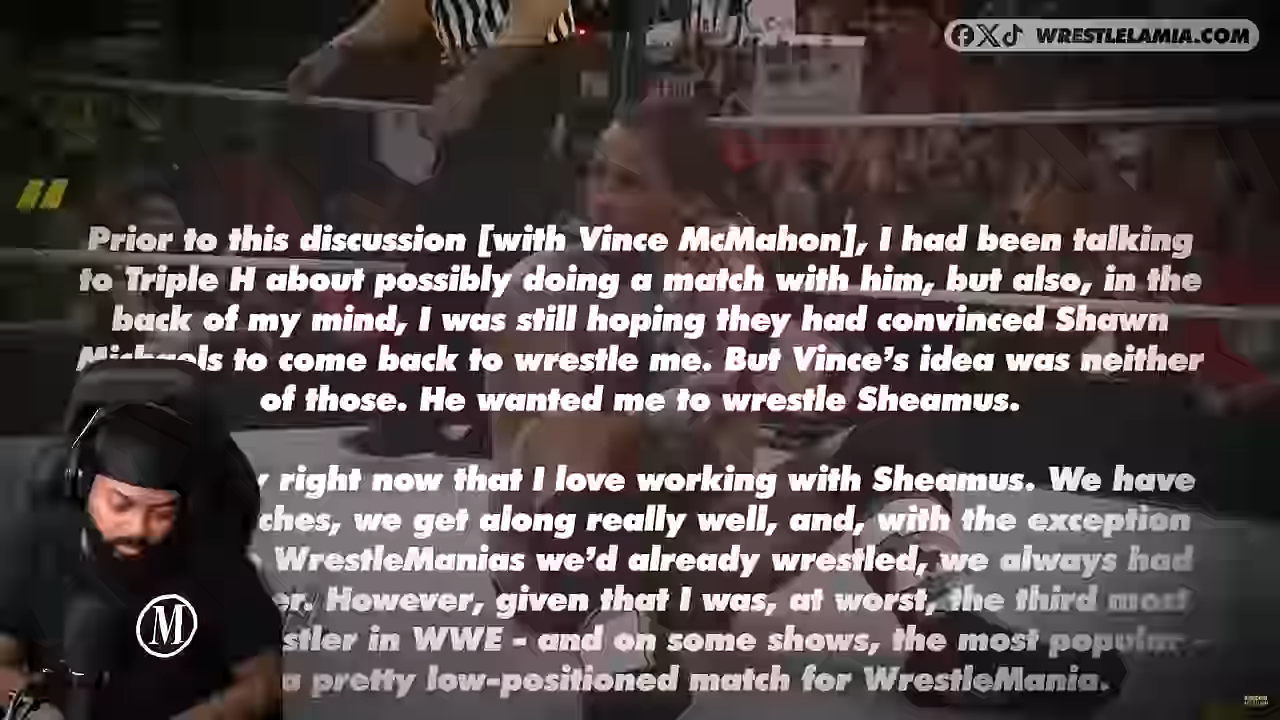 WRESTLELAMIA.COM
"
Prior to this discussion [with Vince McMahon], I had been talking
to Triple H about possibly doing a match with him, but also, in the
back of my mind, I was still hoping they had convinced Shawn
Michaels to come back to wrestle me. But Vince's idea was neither
of those. He wanted me to wrestle Sheamus.
right now that I love working with Sheamus. We have
we get along really well, and, with the exception
WrestleManias we'd already wrestled, we always had
However, given that I was, at worst, the third most
in WWE - and on some shows, the most popular -
a pretty low-positioned match for WrestleMania.
M